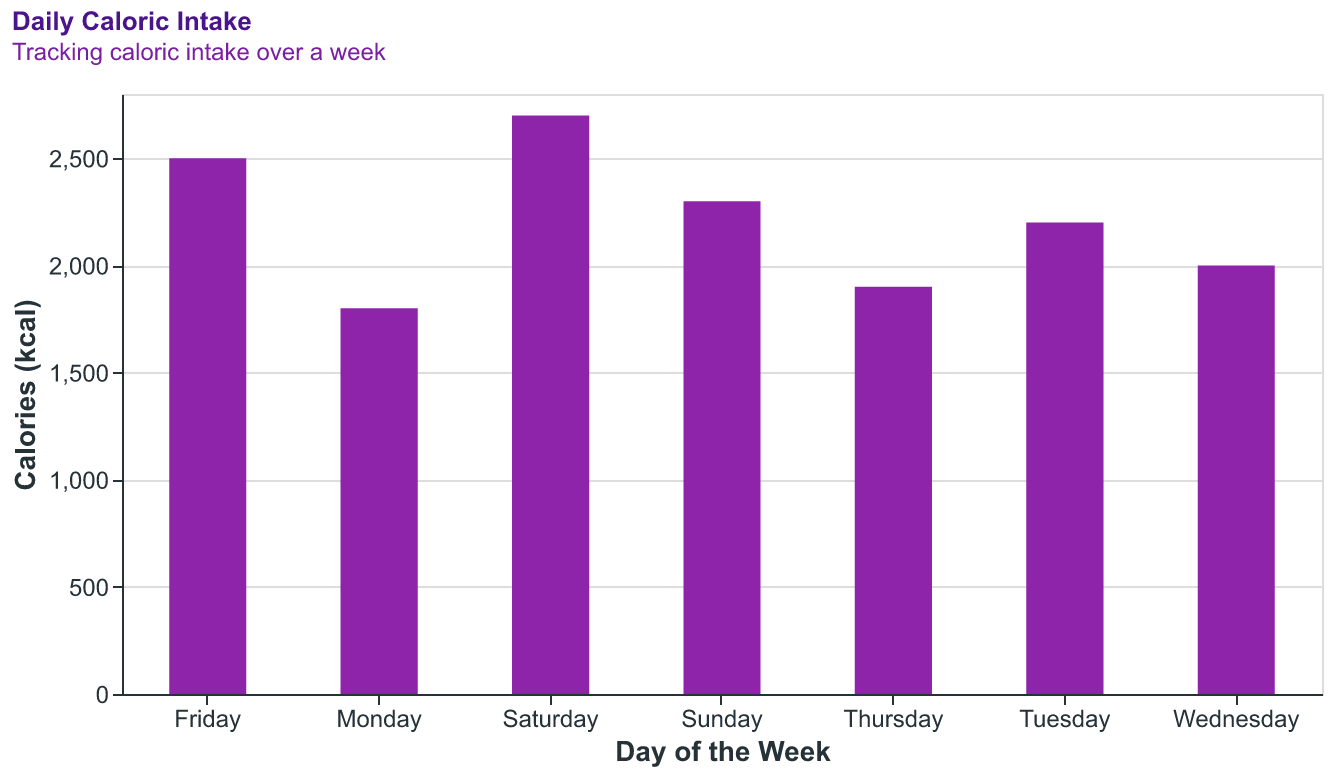 Daily Caloric Intake
Tracking caloric intake over a week
Calories (kcal)
2,500
2,000
1,500
1,000
500
0
Friday Monday Saturday Sunday Thursday Tuesday Wednesday
Day of the Week